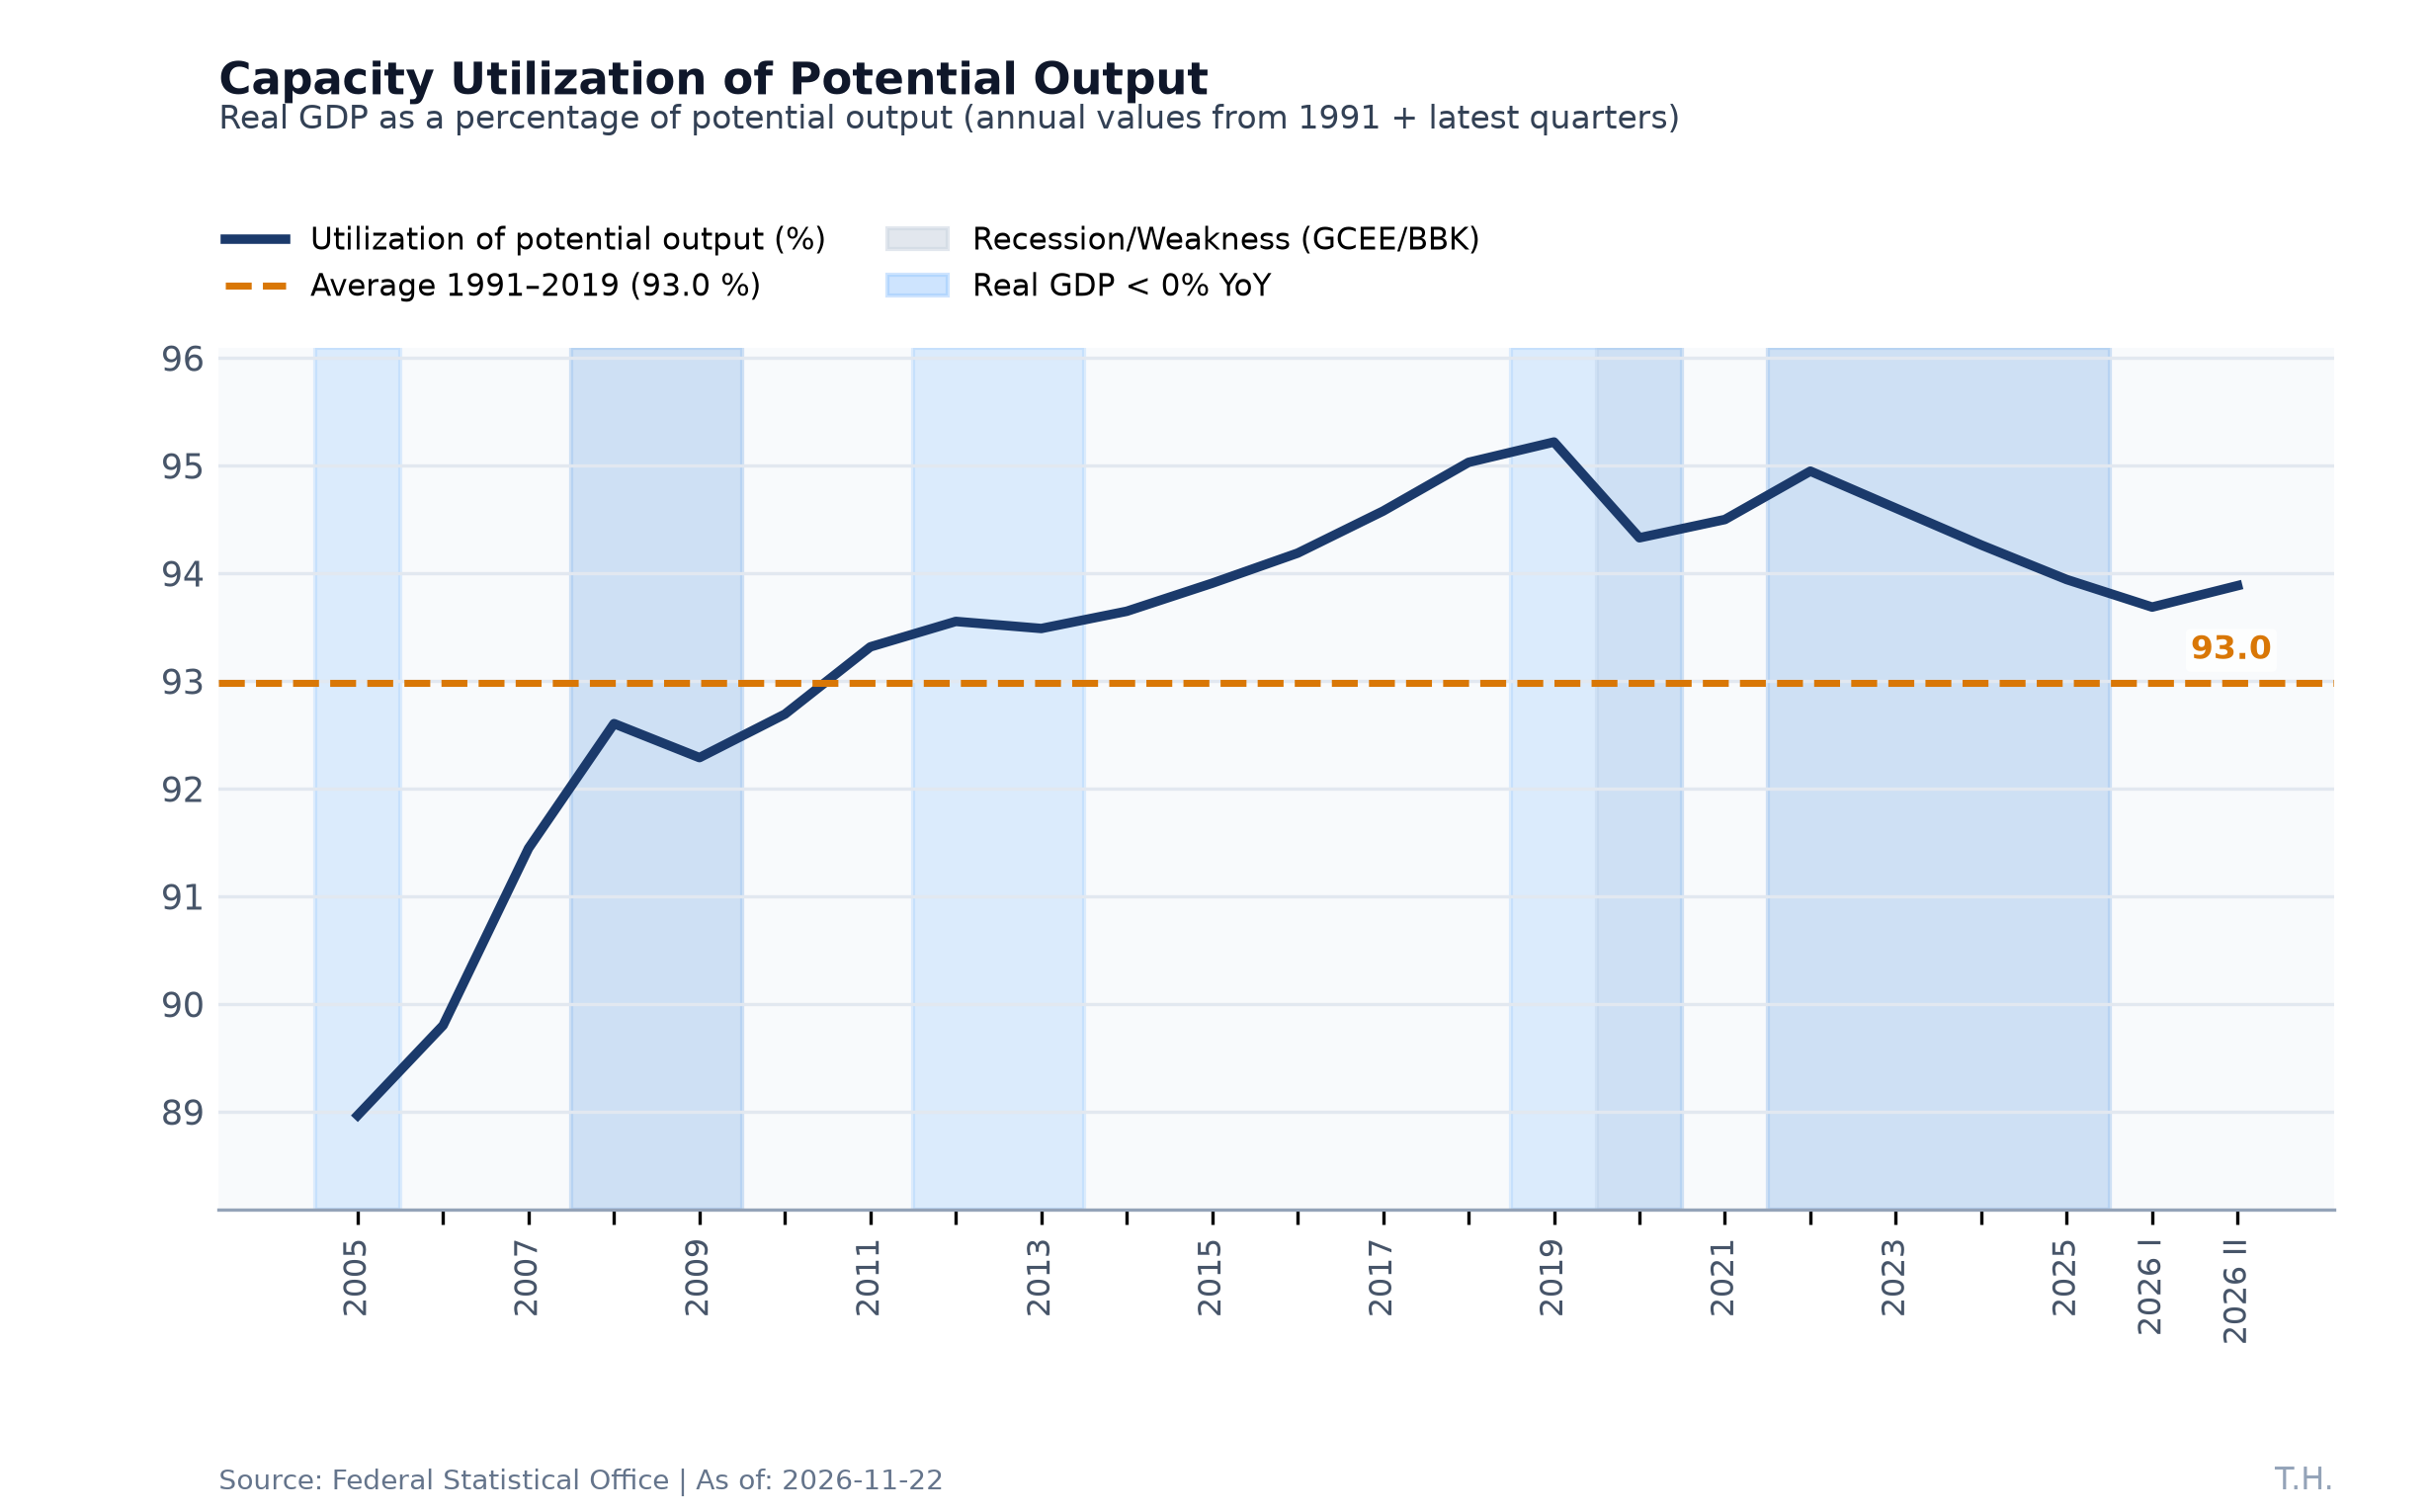 Capacity Utilization of Potential Output
Real GDP as a percentage of potential output (annual values from 1991 + latest quarters)
Utilization of potential output (%)
Average 1991–2019 (93.0 %)
Recession/Weakness (GCEE/BBK)
Real GDP < 0% YoY
96
95
94
93
92
91
90
89
93.0
2005
2007
2009
2011
2013
2015
2017
2019
2021
2023
2025
2026 I
2026 II
Source: Federal Statistical Office | As of: 2026-11-22
T.H.